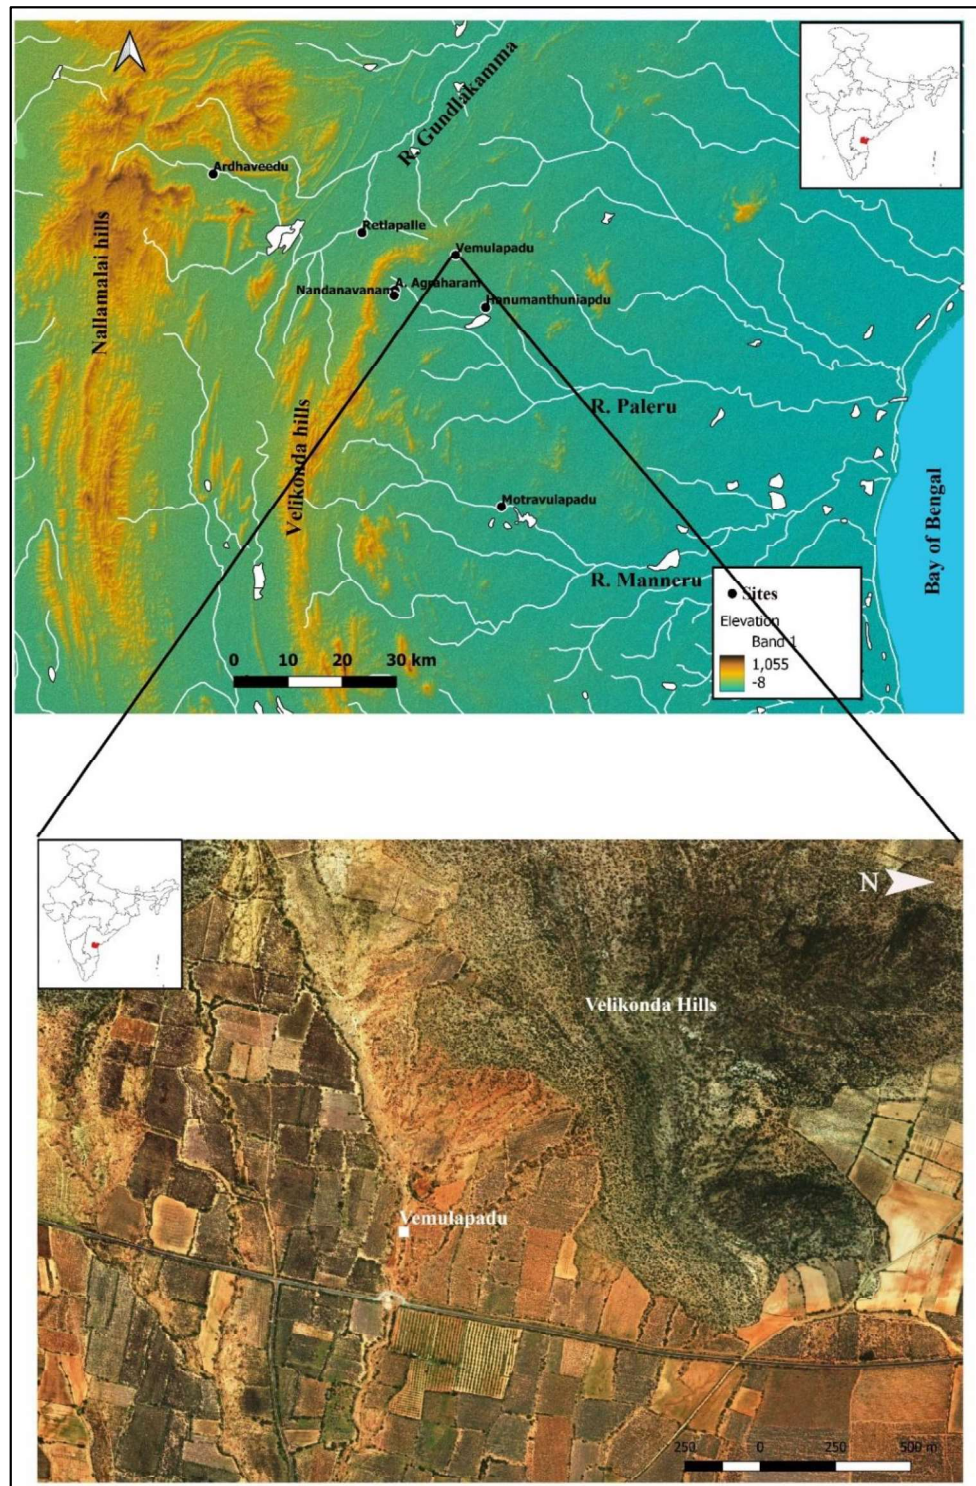 R. Gundlakamma
Ardhaveedu
Nallamalai hills
Retlapalle
Vemulapadu
A. Agraharam
Nandanavanam
Hanumanthuniapdu
R. Paleru
Velikonda hills
Motravulapadu
R. Manneru
Bay of Bengal
Sites
Elevation
Band 1
1,055
-8
0 10 20 30 km
N
Velikonda Hills
Vemulapadu
250 0 250 500 m